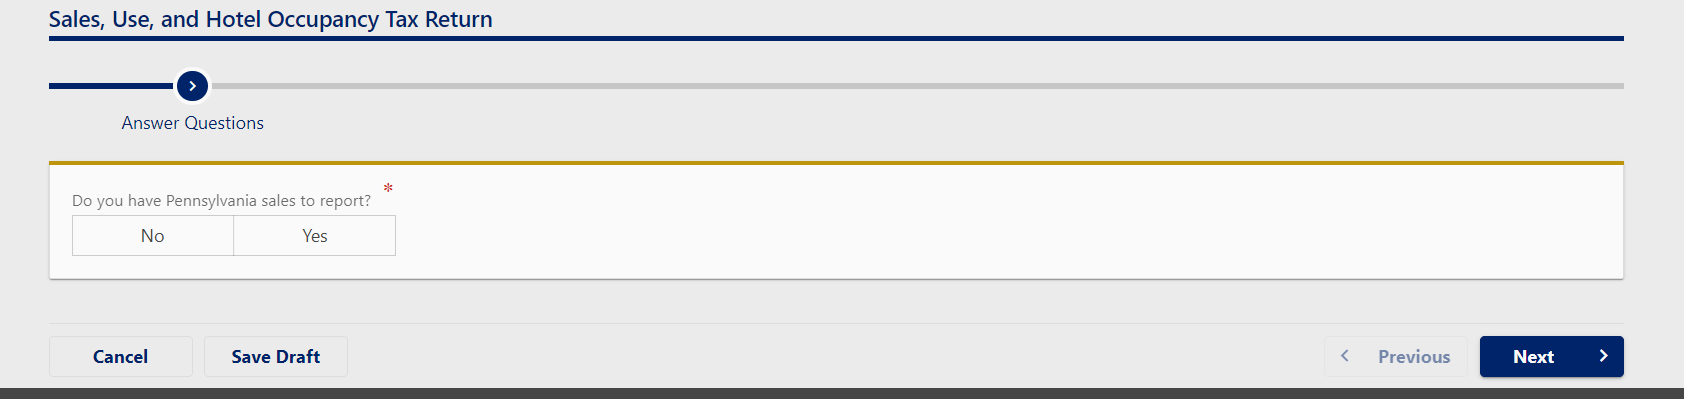 Sales, Use, and Hotel Occupancy Tax Return
Answer Questions
Do you have Pennsylvania sales to report? *
No Yes
Cancel Save Draft Previous Next